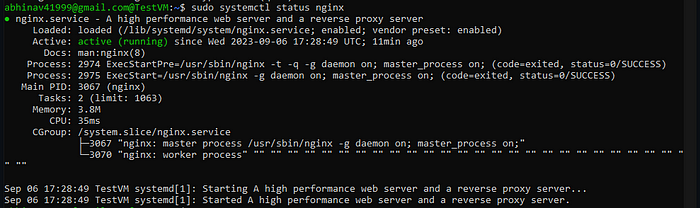 abhinav41999@gmail.com@TestVM:~$ sudo systemctl status nginx
● nginx.service - A high performance web server and a reverse proxy server
Loaded: loaded (/lib/systemd/system/nginx.service; enabled; vendor preset: enabled)
Active: active (running) since Wed 2023-09-06 17:28:49 UTC; 11min ago
Docs: man:nginx(8)
Process: 2974 ExecStartPre=/usr/sbin/nginx -t -q -g daemon on; master_process on; (code=exited, status=0/SUCCESS)
Process: 2975 ExecStart=/usr/sbin/nginx -g daemon on; master_process on; (code=exited, status=0/SUCCESS)
Main PID: 3067 (nginx)
Tasks: 2 (limit: 1063)
Memory: 3.8M
CPU: 35ms
CGroup: /system.slice/nginx.service
├─3067 "nginx: master process /usr/sbin/nginx -g daemon on; master_process on;"
└─3070 "nginx: worker process" "" "" "" "" "" "" "" "" "" "" "" "" "" "" "" "" "" "" "" "" "" "" "" "" "" "
" ""
Sep 06 17:28:49 TestVM systemd[1]: Starting A high performance web server and a reverse proxy server...
Sep 06 17:28:49 TestVM systemd[1]: Started A high performance web server and a reverse proxy server.